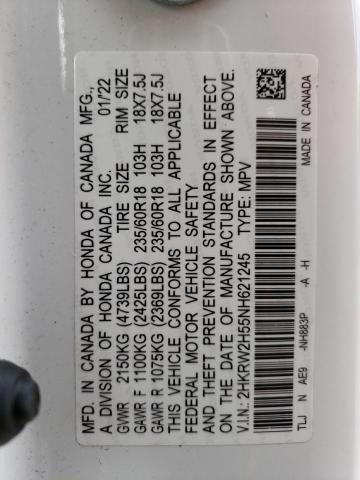 MFD. IN CANADA BY HONDA OF CANADA MFG.,
A DIVISION OF HONDA CANADA INC. 01/'22
TIRE SIZE RIM SIZE
GVWR 2150KG (4739LBS)
GAWR F 1100KG (2425LBS) 235/60R18 103H 18X7.5J
GAWR R 1075KG (2369LBS) 235/60R18 103H 18X7.5J
THIS VEHICLE CONFORMS TO ALL APPLICABLE
FEDERAL MOTOR VEHICLE SAFETY
AND THEFT PREVENTION STANDARDS IN EFFECT
ON THE DATE OF MANUFACTURE SHOWN ABOVE.
V.I.N.: 2HKRW2H55NH621245 TYPE: MPV
TLJ N AE9 -NH883P -A -H MADE IN CANADA